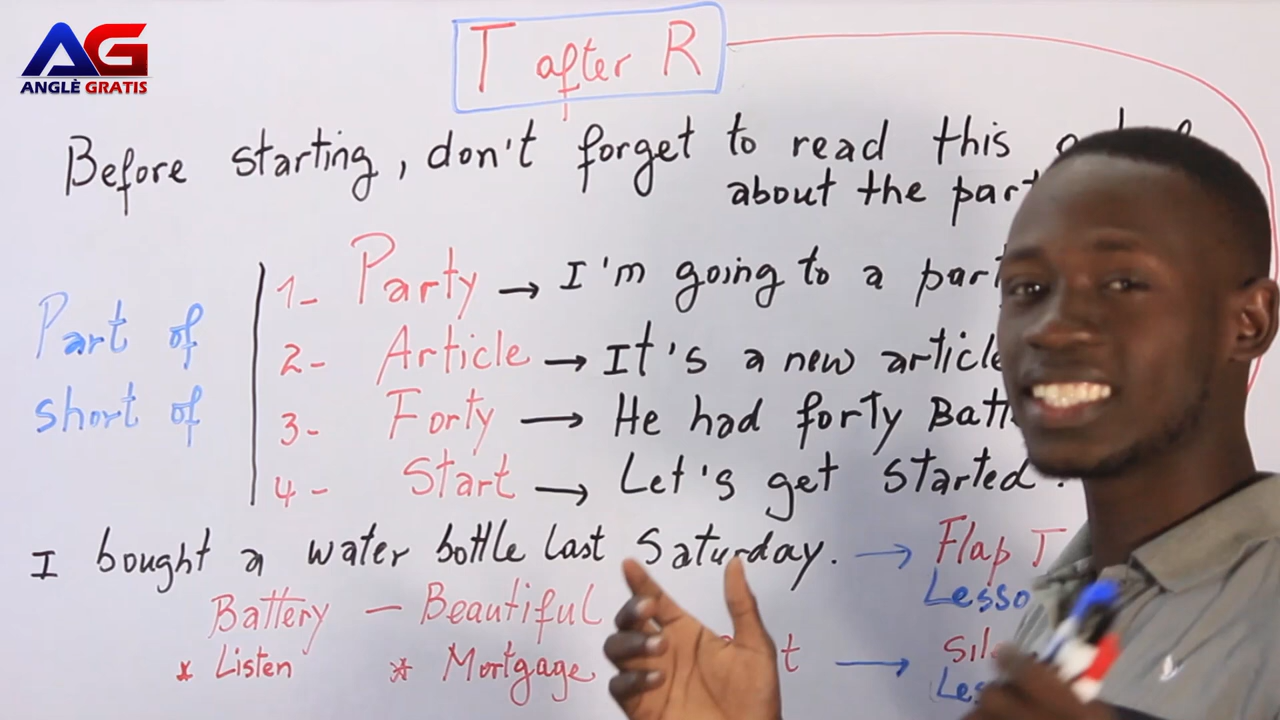 AG
ANGLÈ GRATIS
T after R
Before starting, don't forget to read this
about the
Part of
short of
1- Party → I'm going to a
2- Article → It's a new article
3- Forty → He had forty
4- Start → Let's get started.
I bought a water bottle last Saturday. → Flap T
Battery — Beautiful
* Listen * Mortgage →